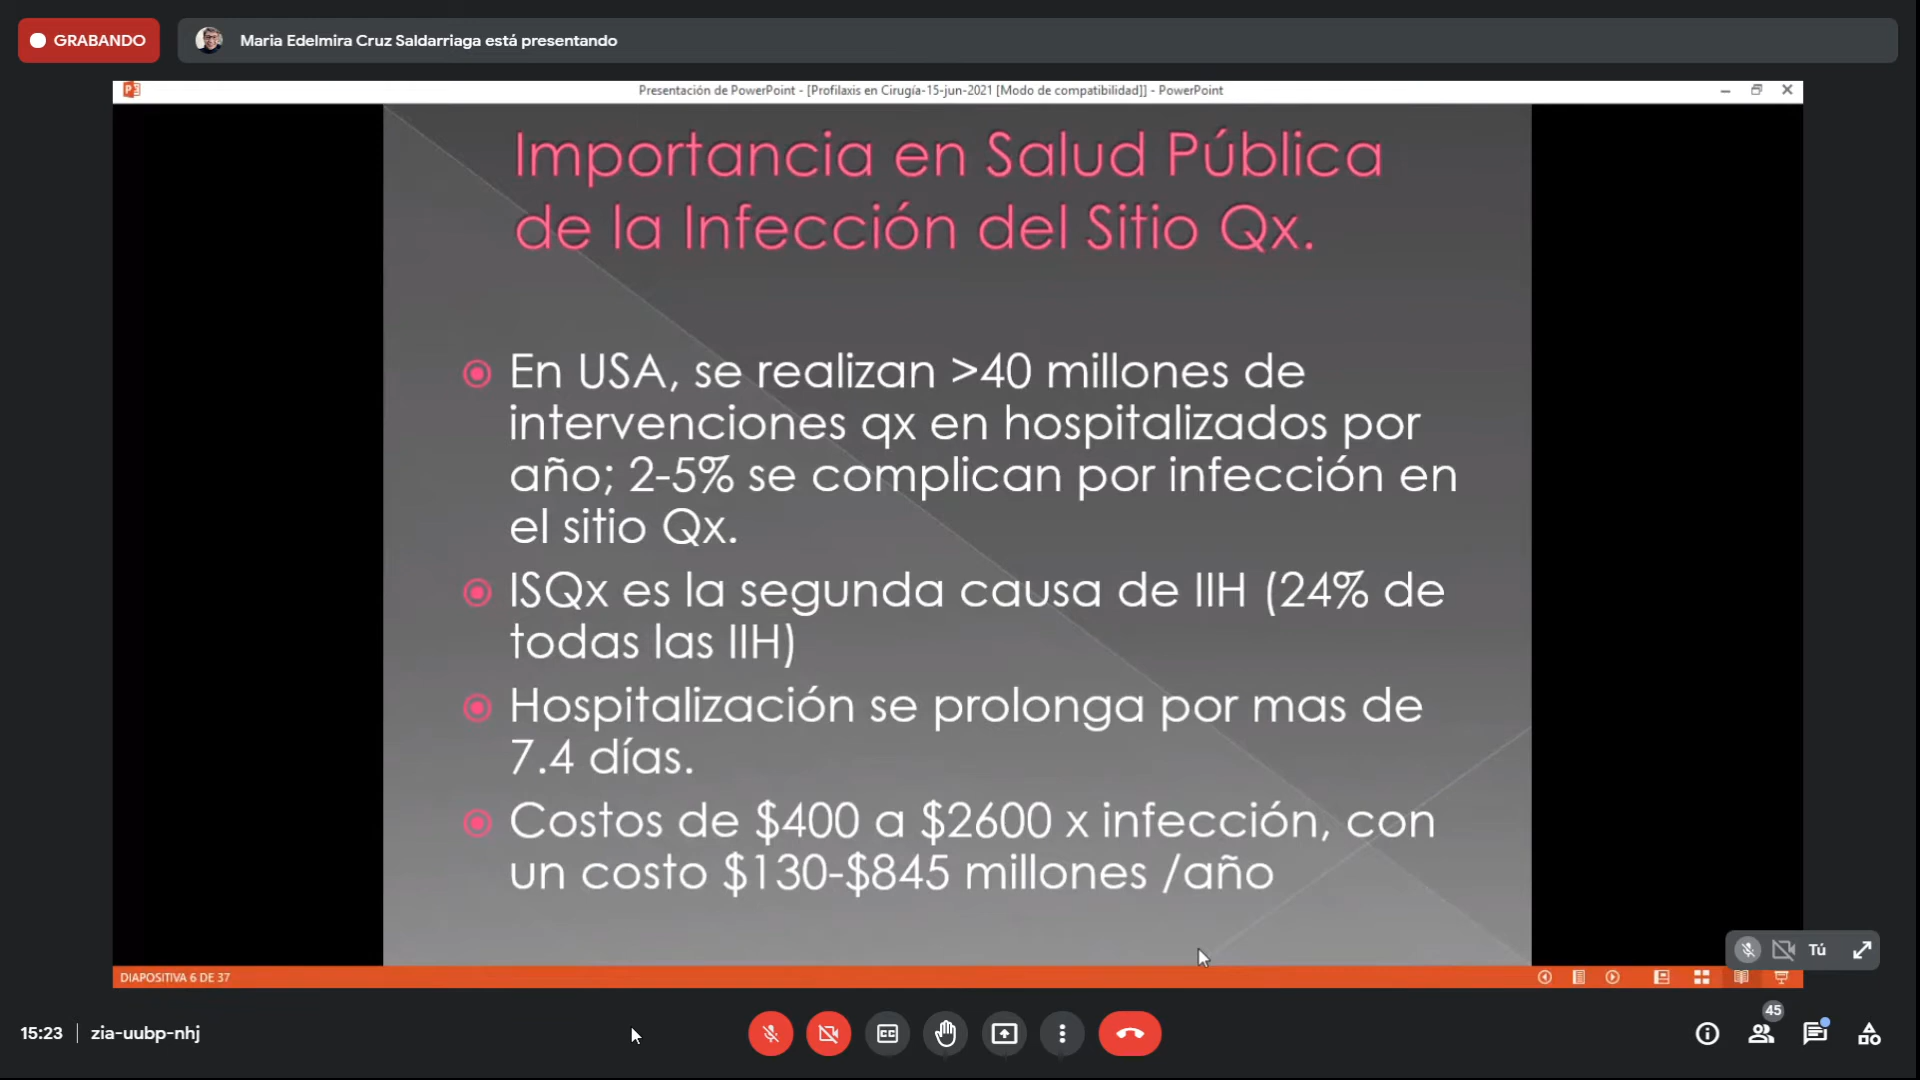 GRABANDO
Maria Edelmira Cruz Saldarriaga está presentando
Presentación de PowerPoint - [Profilaxis en Cirugía-15-jun-2021 [Modo de compatibilidad]] - PowerPoint
Importancia en Salud Pública
de la Infección del Sitio Qx.
En USA, se realizan >40 millones de
intervenciones qx en hospitalizados por
año; 2-5% se complican por infección en
el sitio Qx.
ISQx es la segunda causa de IIH (24% de
todas las IIH)
Hospitalización se prolonga por mas de
7.4 días.
Costos de $400 a $2600 x infección, con
un costo $130-$845 millones /año
Tú
DIAPOSITIVA 6 DE 37
15:23 | zia-uubp-nhj
CC
45